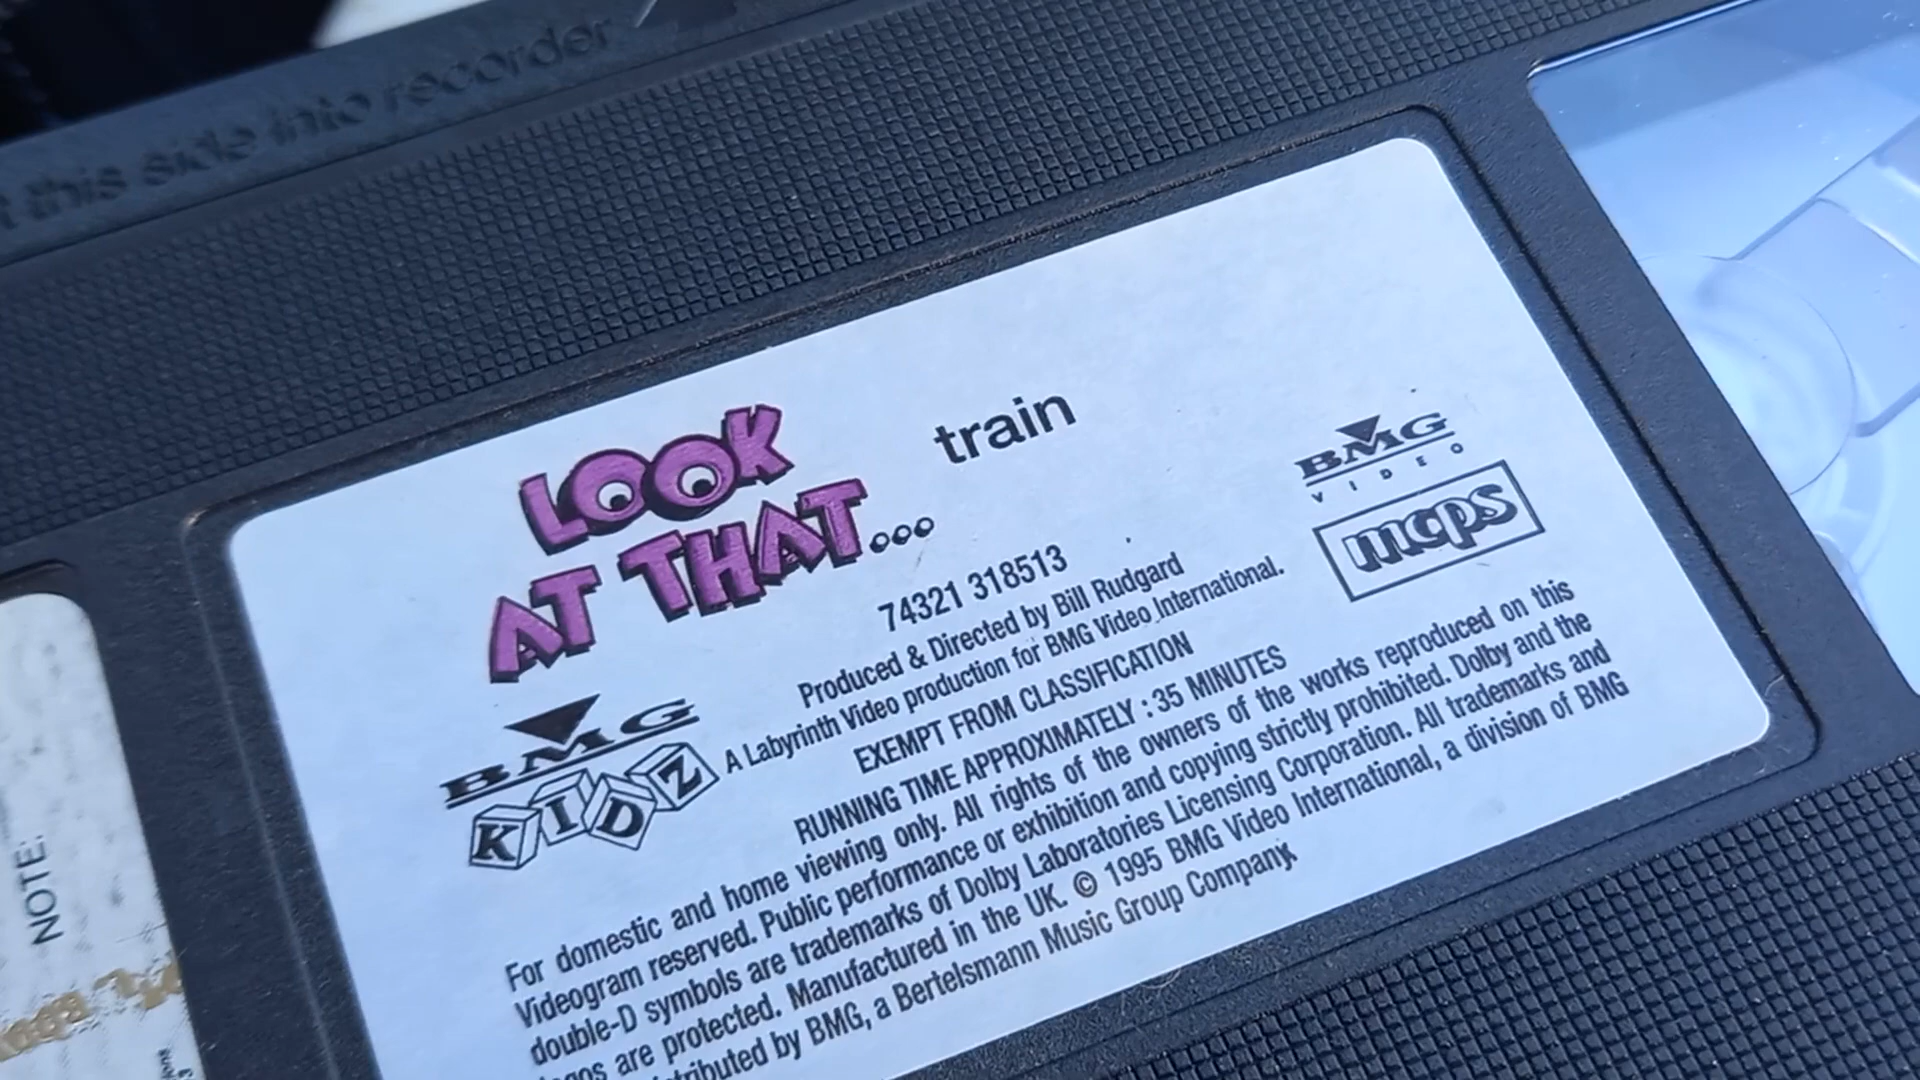 this side into recorder
LOOK
AT THAT...
train
BMG
VIDEO
mcps
74321 318513
Produced & Directed by Bill Rudgard
A Labyrinth Video production for BMG Video International.
EXEMPT FROM CLASSIFICATION
RUNNING TIME APPROXIMATELY : 35 MINUTES
BMG
KIDZ
For domestic and home viewing only. All rights of the owners of the works reproduced on this
Videogram reserved. Public performance or exhibition and copying strictly prohibited. Dolby and the
double-D symbols are trademarks of Dolby Laboratories Licensing Corporation. All trademarks and
are protected. Manufactured in the UK. © 1995 BMG Video International, a division of BMG
by BMG, a Bertelsmann Music Group Company
NOTE: